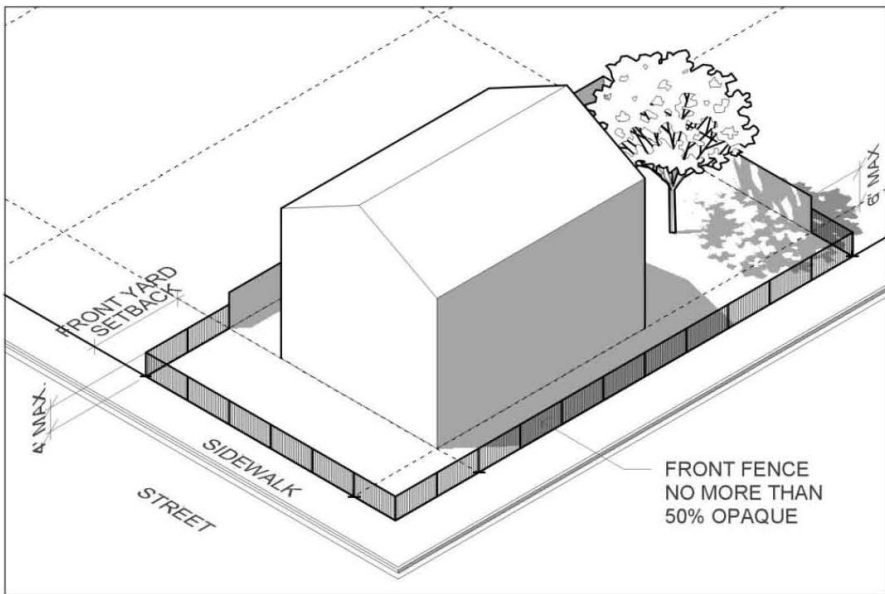 6' MAX
FRONT YARD
SETBACK
4' MAX.
SIDEWALK
STREET
FRONT FENCE
NO MORE THAN
50% OPAQUE